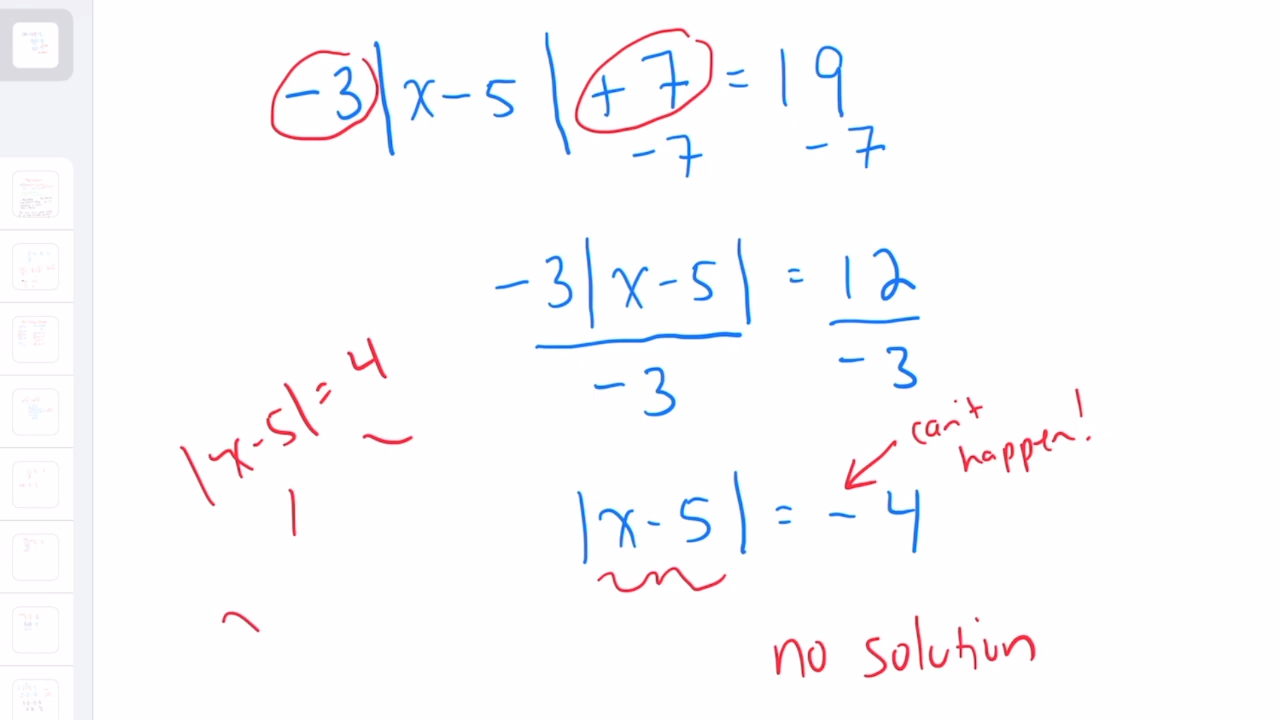 -3|x-5| + 7 = 19
-7 -7
-3|x-5| = 12
-3 -3
|x-5| = 4
can't
happen!
|x-5| = -4
no solution